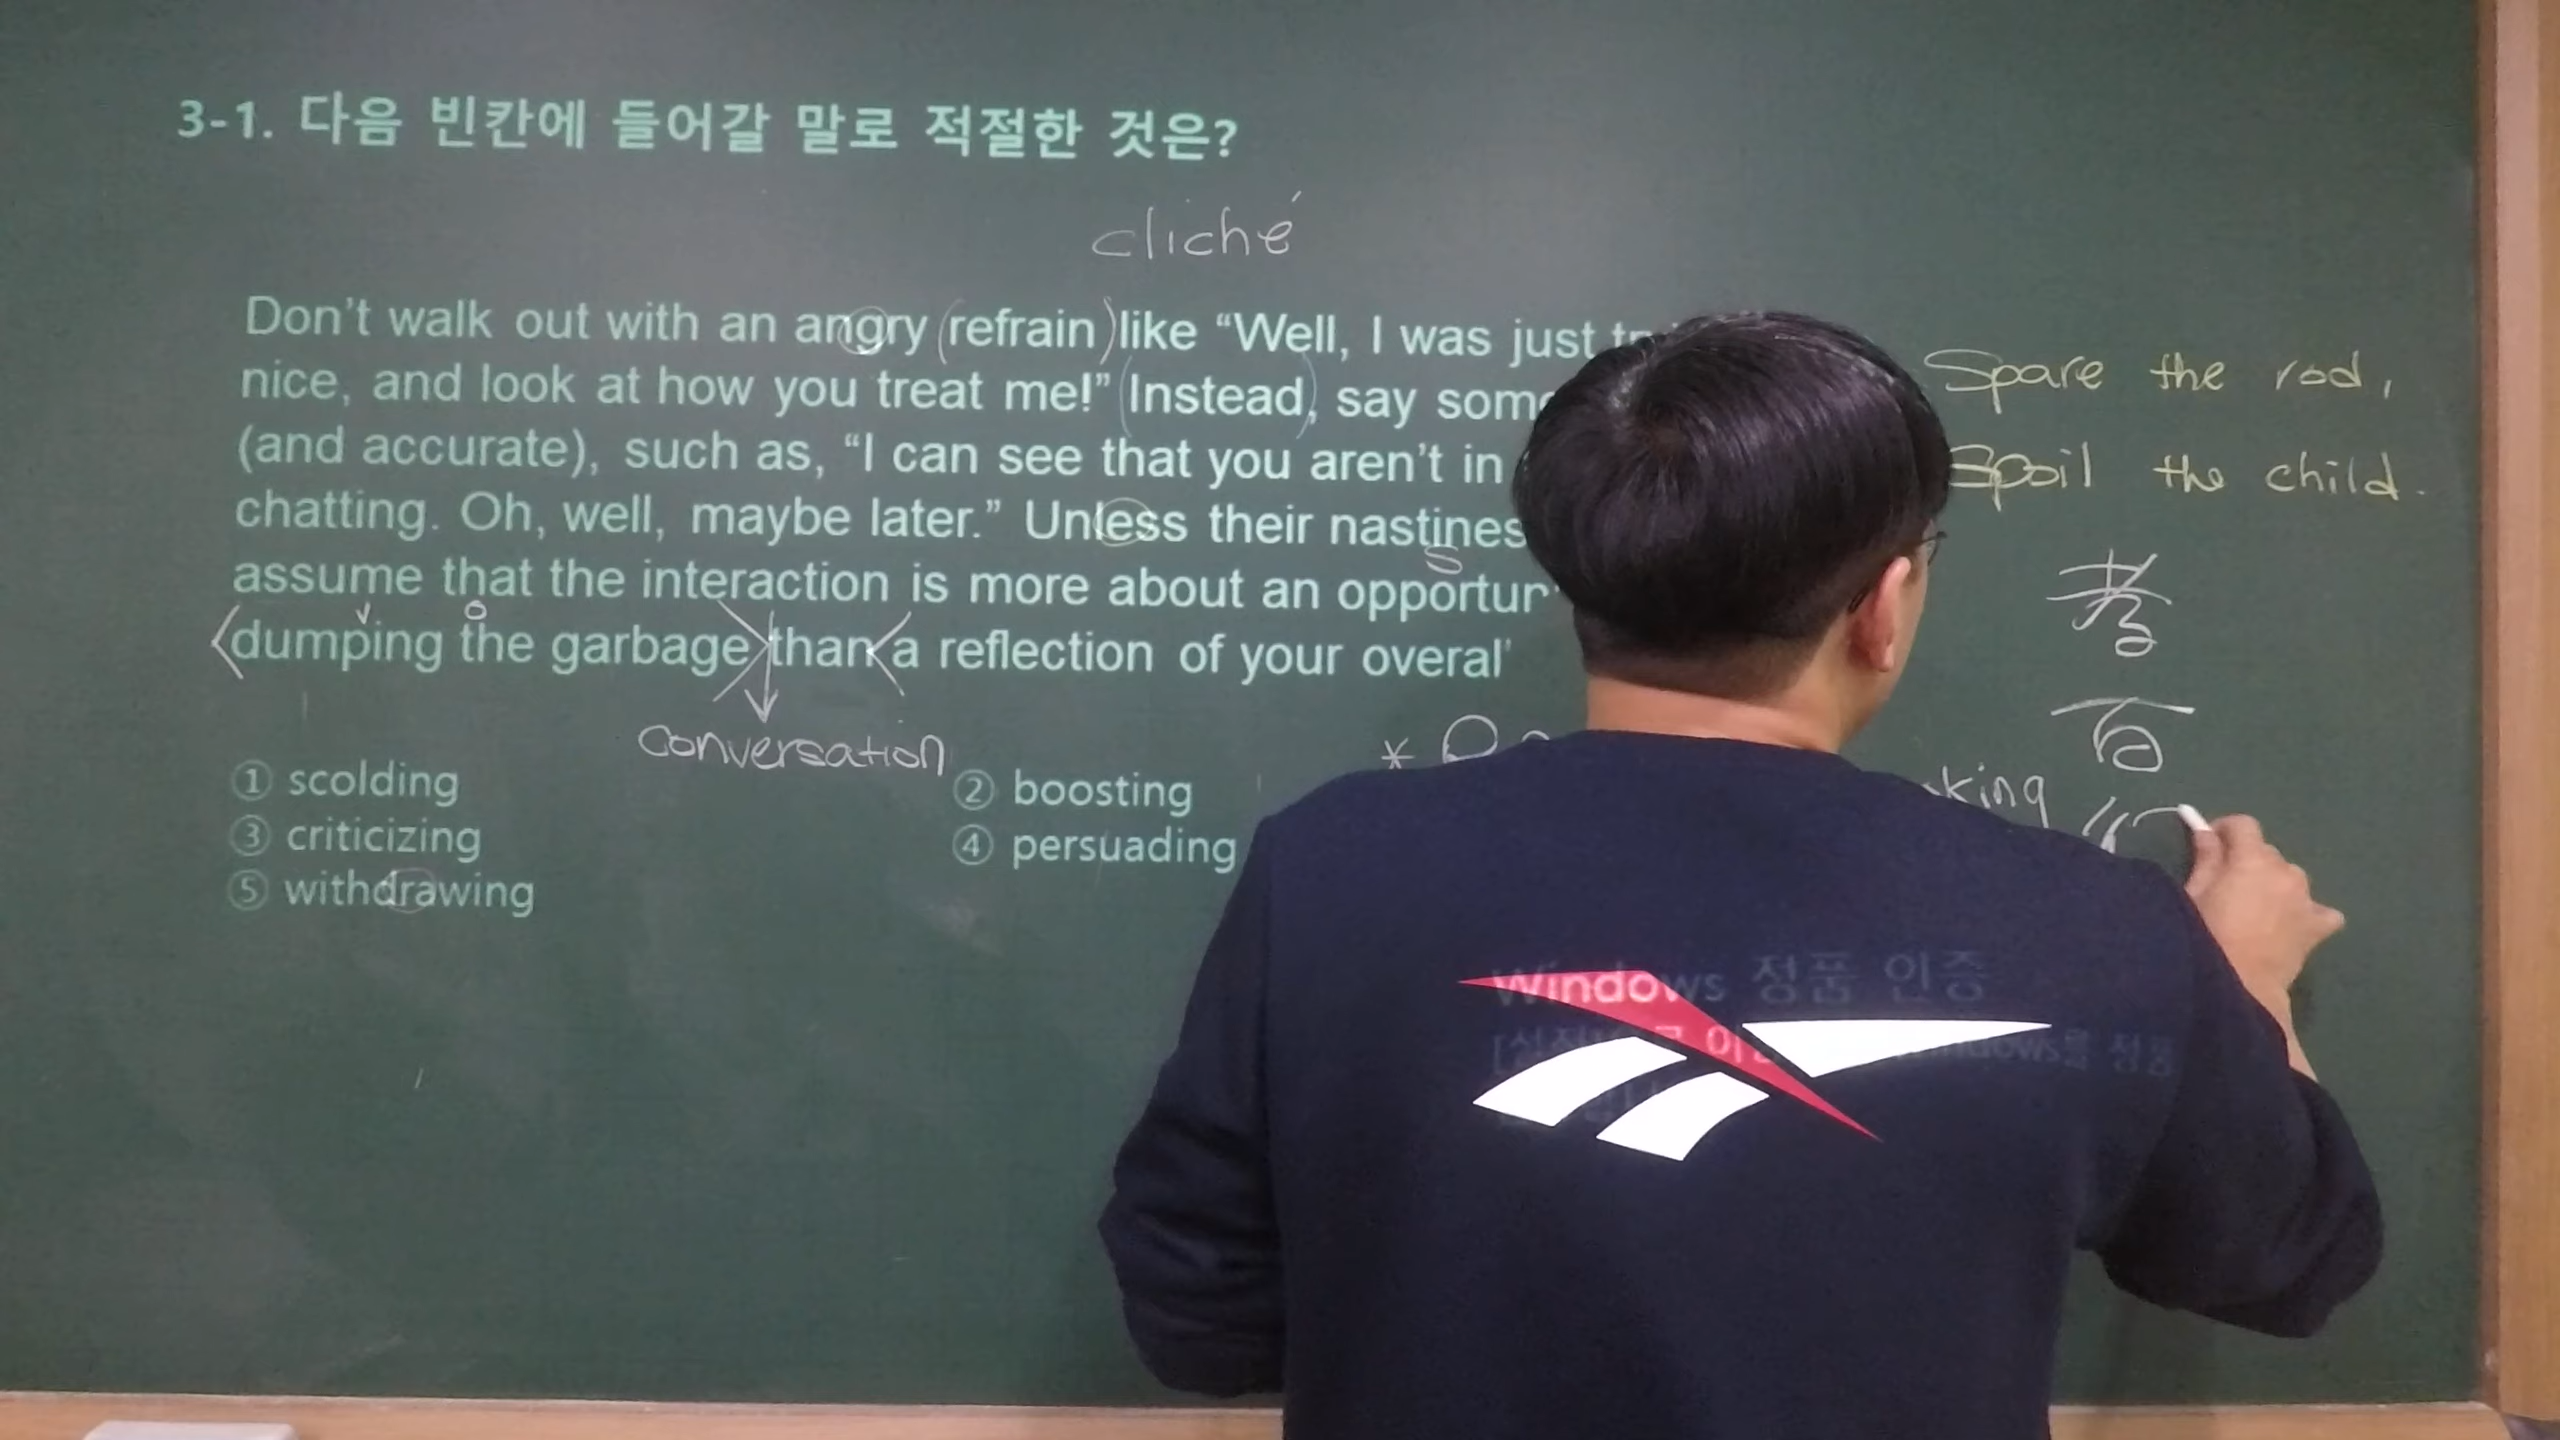 3-1. 다음 빈칸에 들어갈 말로 적절한 것은?
cliché
Don't walk out with an angry (refrain) like “Well, I was just
nice, and look at how you treat me!” (Instead), say
(and accurate), such as, “I can see that you aren't in
chatting. Oh, well, maybe later.” Unless their
assume that the interaction is more about an
<dumping the garbage> than <a reflection of your
conversation
① scolding
② boosting
③ criticizing
④ persuading
⑤ withdrawing
Spare the rod,
Spoil the child.
孝
百
Windows 정품 인증